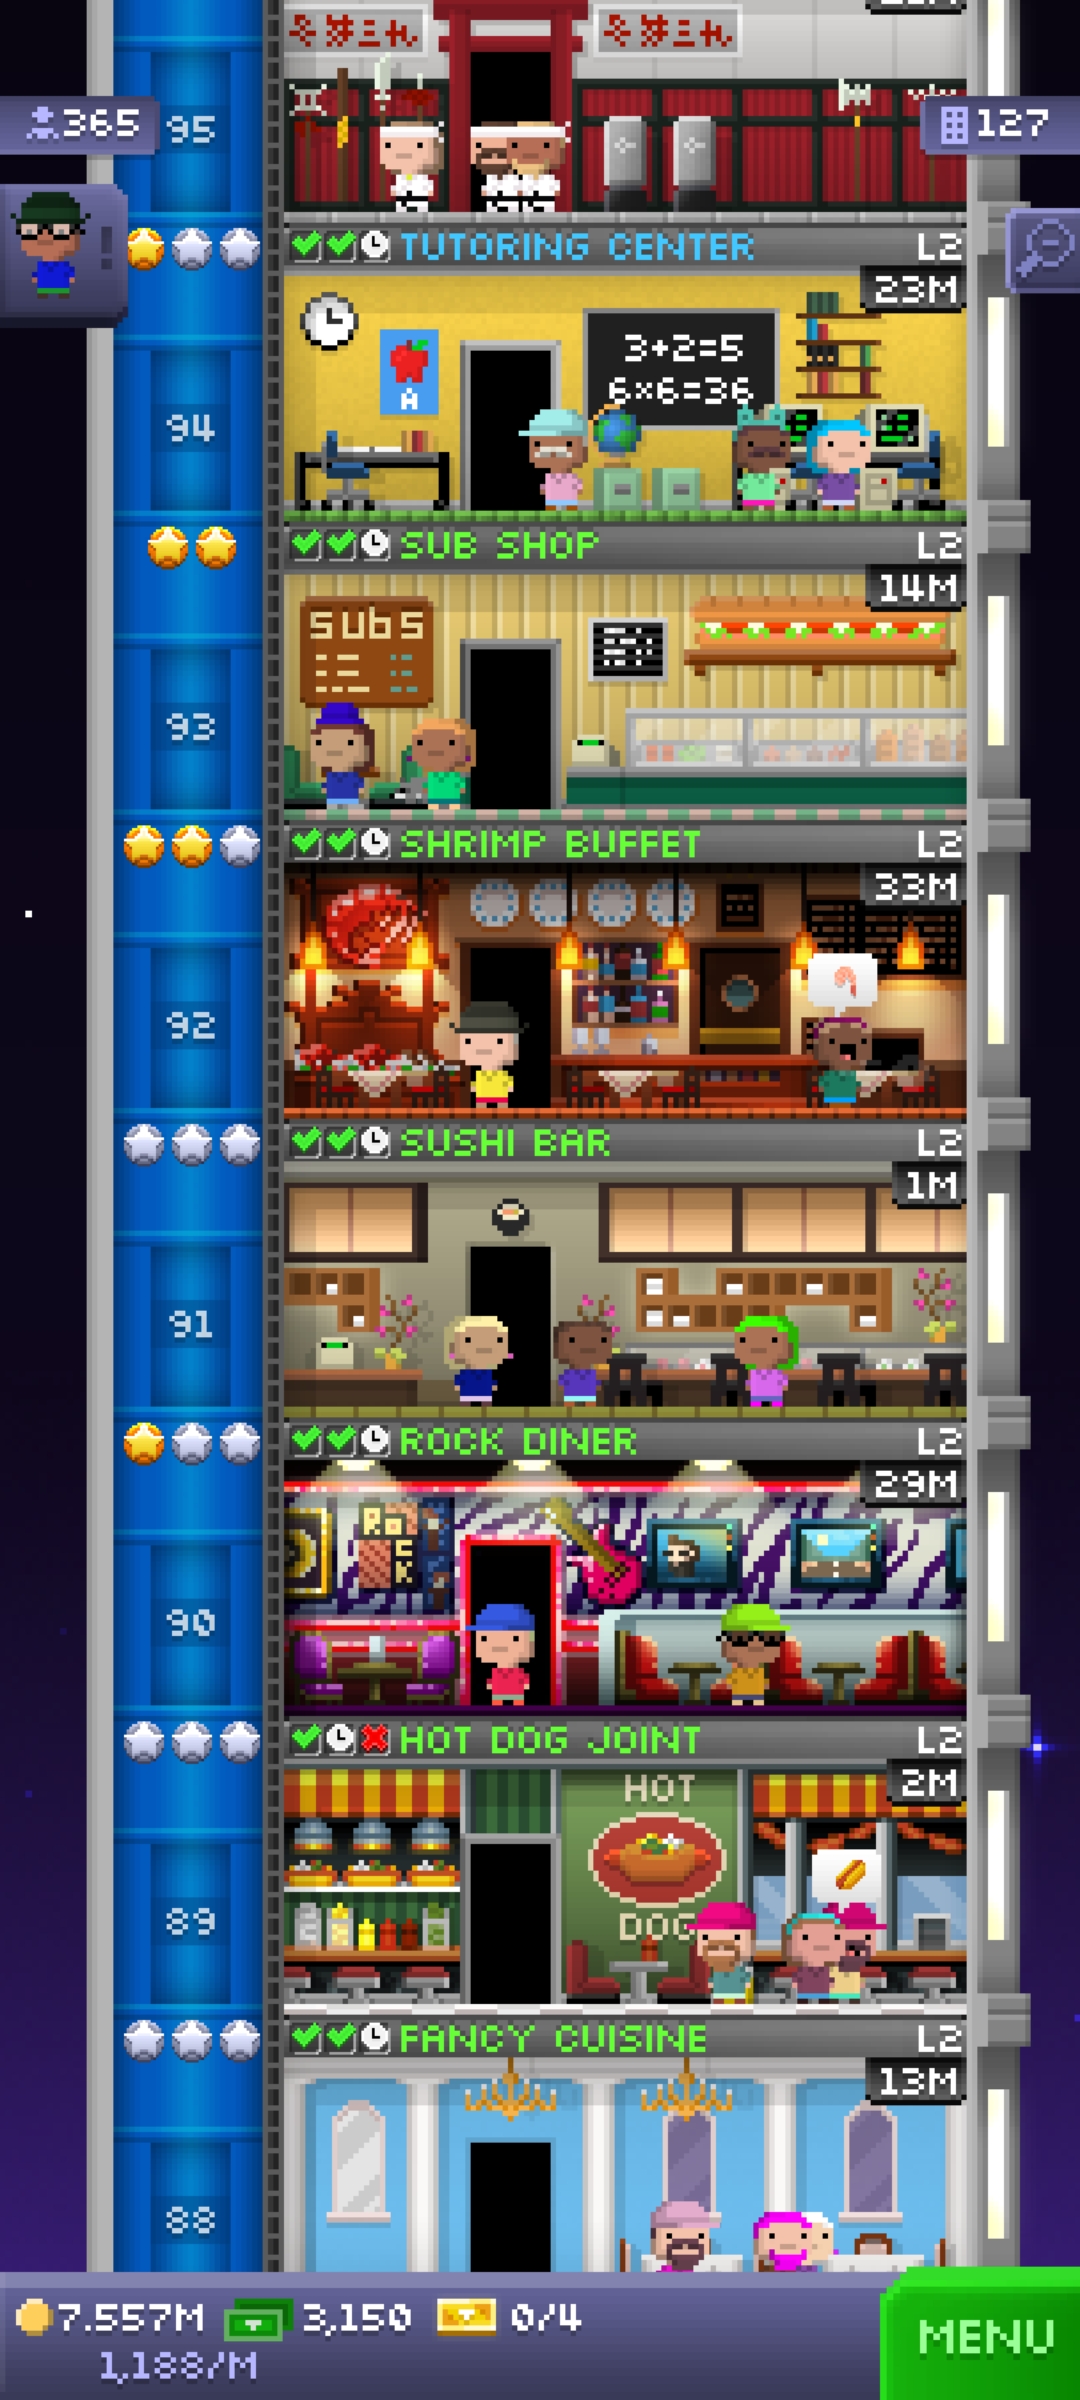 365
95
127
TUTORING CENTER
L2
23M
3+2=5
6×6=36
A
94
SUB SHOP
L2
14M
subs
93
SHRIMP BUFFET
L2
33M
92
SUSHI BAR
L2
1M
91
ROCK DINER
L2
29M
90
HOT DOG JOINT
L2
2M
HOT
DOG
89
FANCY CUISINE
L2
13M
88
7.557M
3,150
0/4
1,188/M
MENU